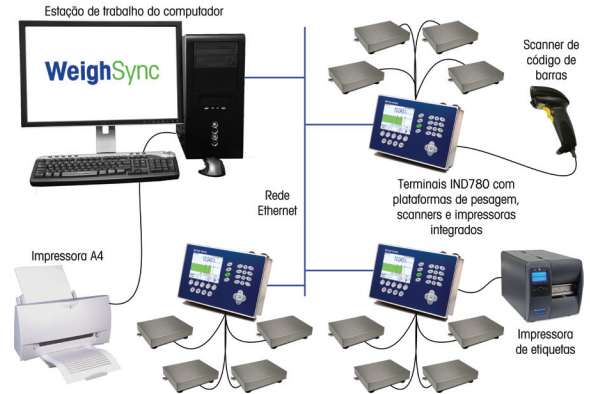 Estação de trabalho do computador
WeighSync
Scanner de
código de
barras
Rede
Ethernet
Terminais IND780 com
plataformas de pesagem,
scanners e impressoras
integrados
Impressora A4
Impressora
de etiquetas